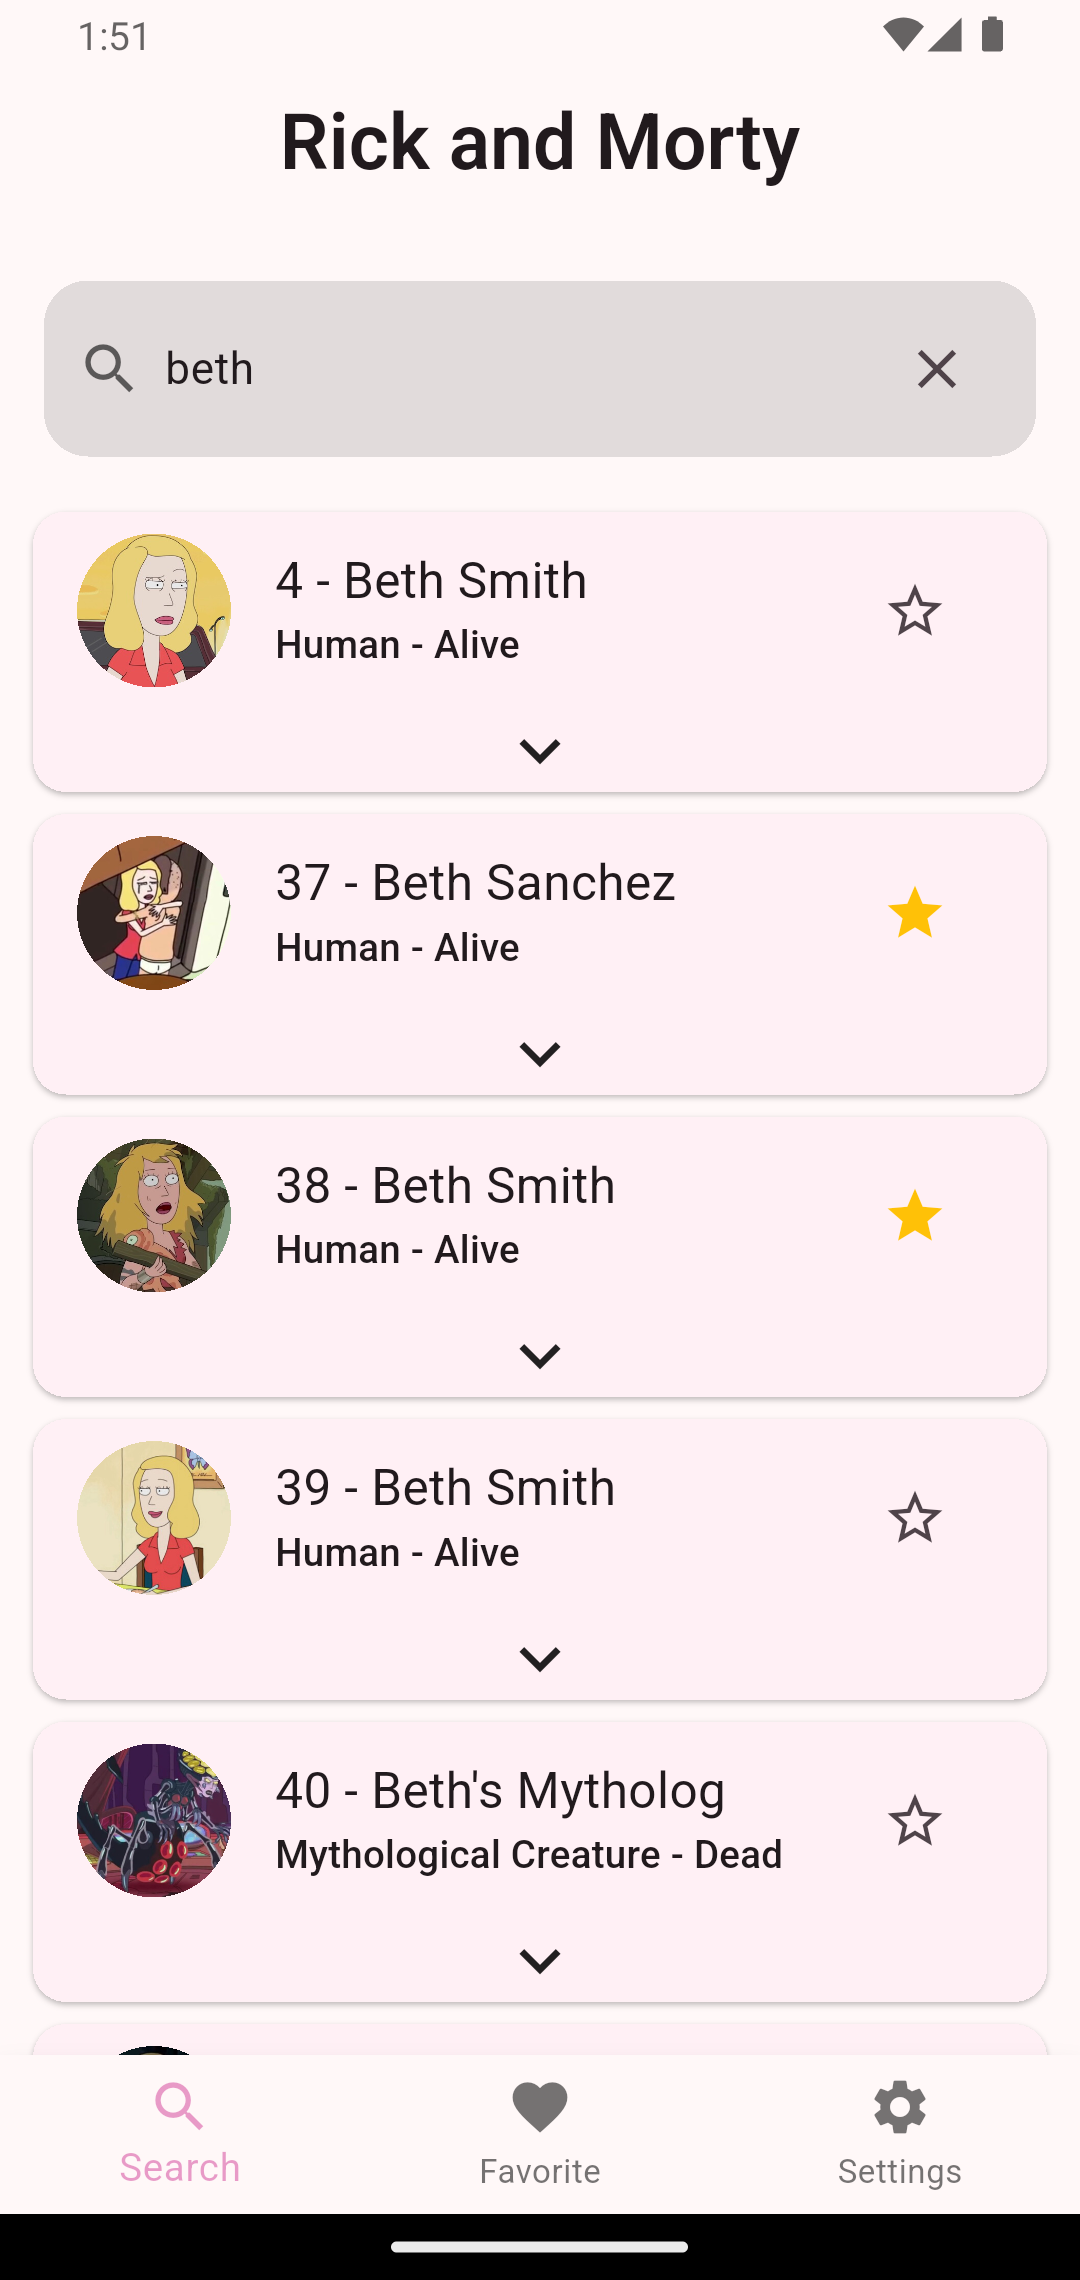 1:51
Rick and Morty
beth
4 - Beth Smith
Human - Alive
37 - Beth Sanchez
Human - Alive
38 - Beth Smith
Human - Alive
39 - Beth Smith
Human - Alive
40 - Beth's Mytholog
Mythological Creature - Dead
Search
Favorite
Settings